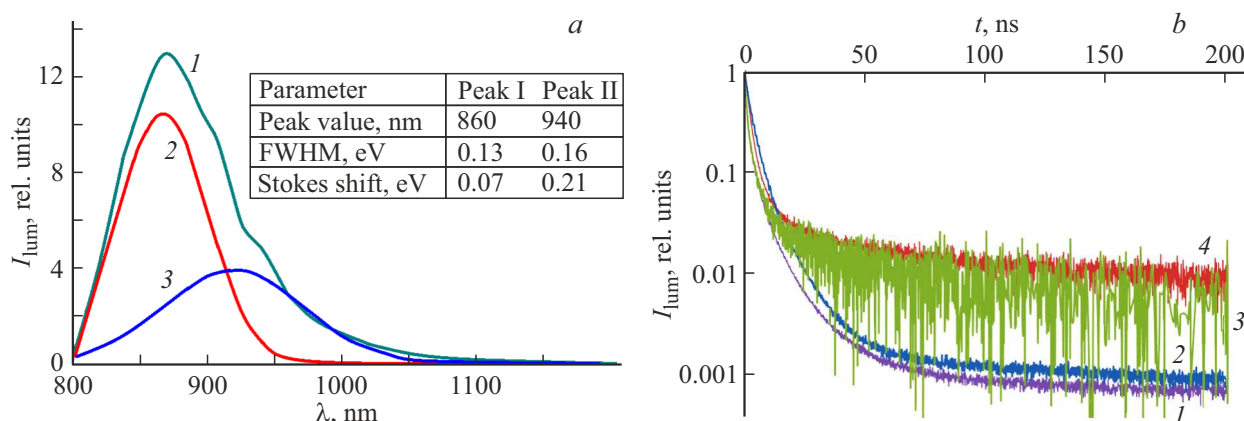 a
12
8
4
0
800
900
1000
1100
λ, nm
I_lum, rel. units
1
2
3
Parameter Peak I Peak II
Peak value, nm 860 940
FWHM, eV 0.13 0.16
Stokes shift, eV 0.07 0.21
b
t, ns
0
50
100
150
200
1
0.1
0.01
0.001
I_lum, rel. units
4
3
2
1